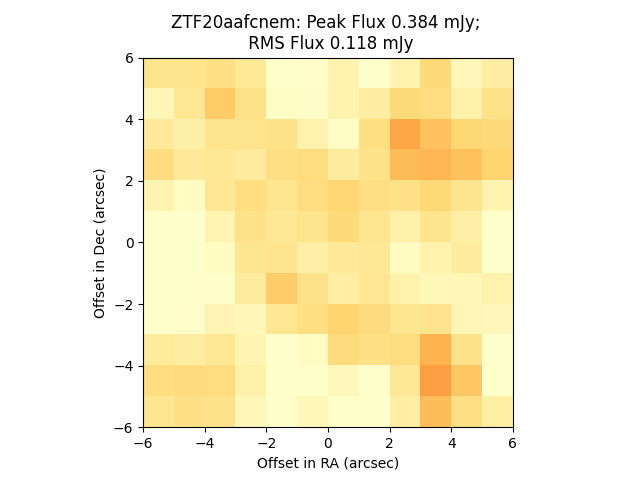 ZTF20aafcnem: Peak Flux 0.384 mJy;
RMS Flux 0.118 mJy
6
4
2
0
−2
−4
−6
Offset in Dec (arcsec)
−6 −4 −2 0 2 4 6
Offset in RA (arcsec)